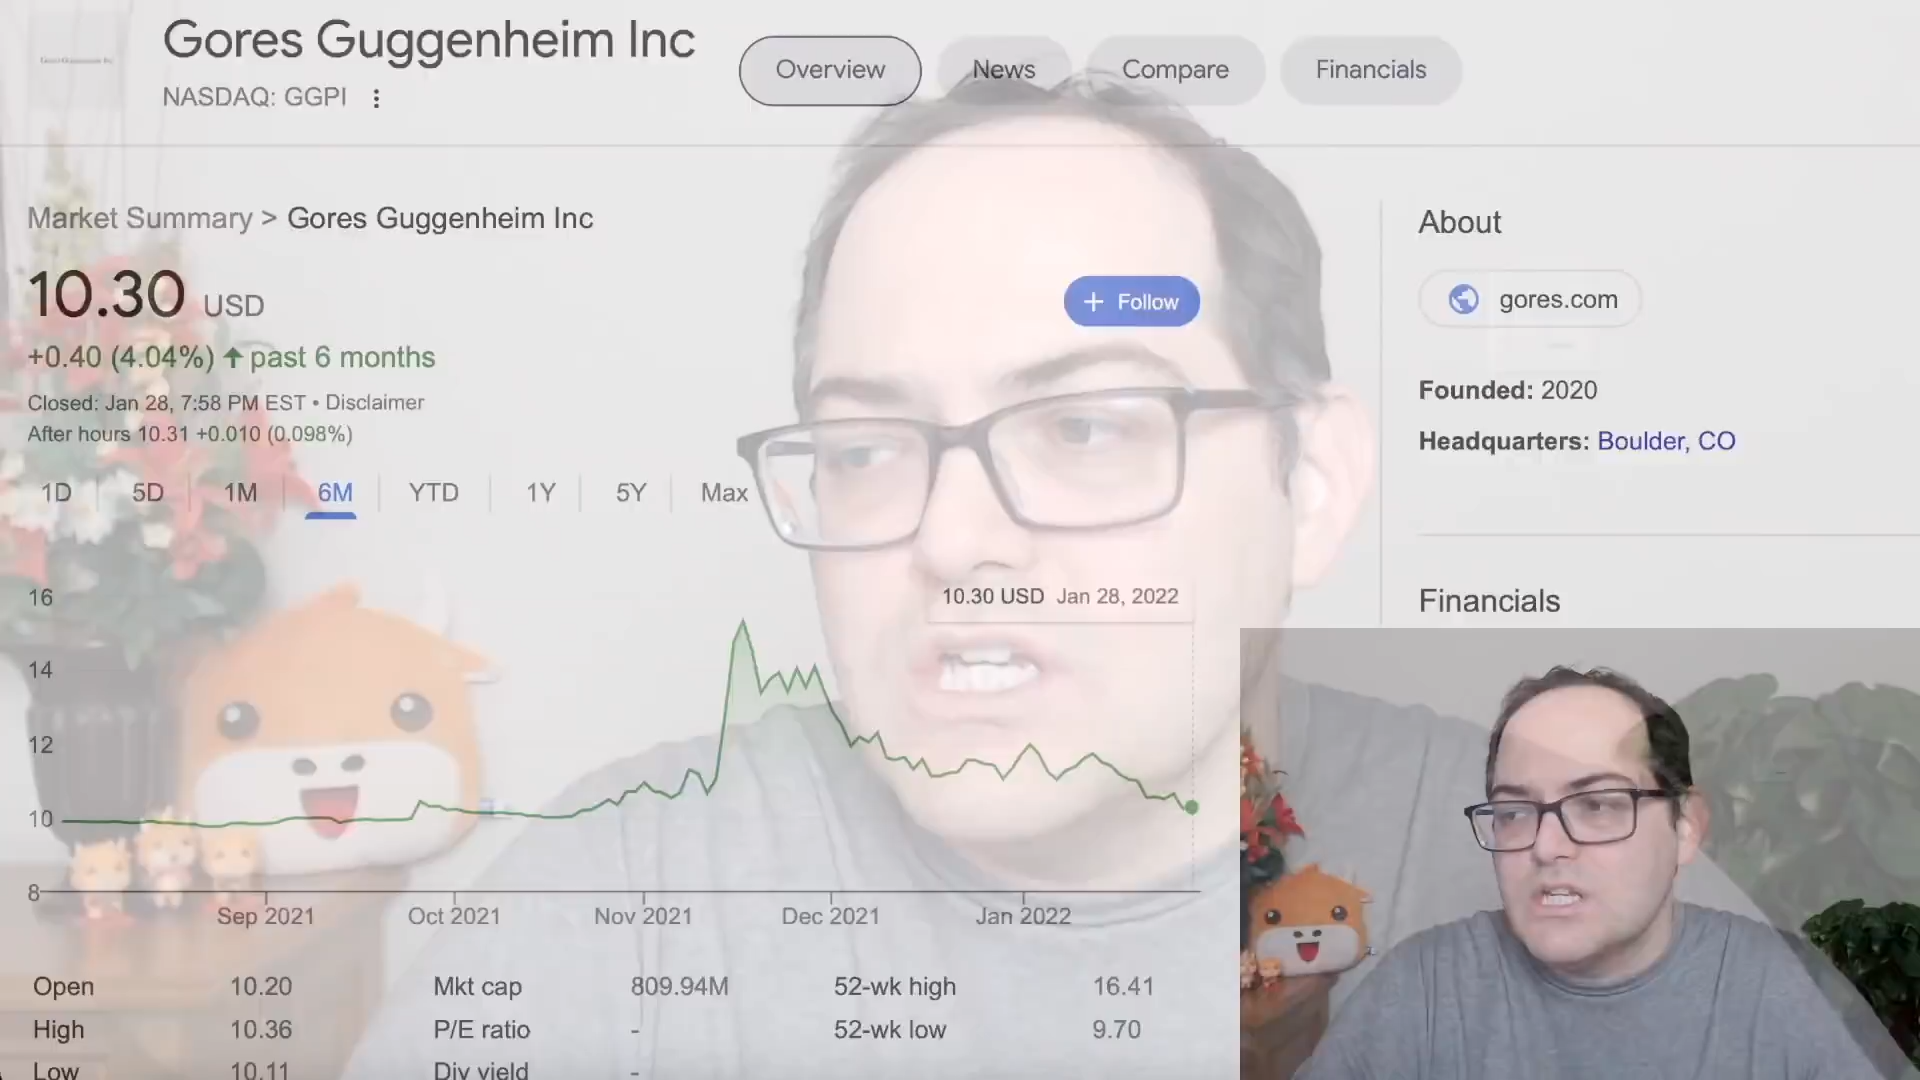 Gores Guggenheim Inc
NASDAQ: GGPI
Overview
News
Compare
Financials
Market Summary > Gores Guggenheim Inc
10.30 USD
+ Follow
+0.40 (4.04%) ↑ past 6 months
Closed: Jan 28, 7:58 PM EST • Disclaimer
After hours 10.31 +0.010 (0.098%)
1D 5D 1M 6M YTD 1Y 5Y Max
10.30 USD Jan 28, 2022
16
14
12
10
8
Sep 2021 Oct 2021 Nov 2021 Dec 2021 Jan 2022
Open 10.20 Mkt cap 809.94M 52-wk high 16.41
High 10.36 P/E ratio - 52-wk low 9.70
Low 10.11 Div yield -
About
gores.com
Founded: 2020
Headquarters: Boulder, CO
Financials